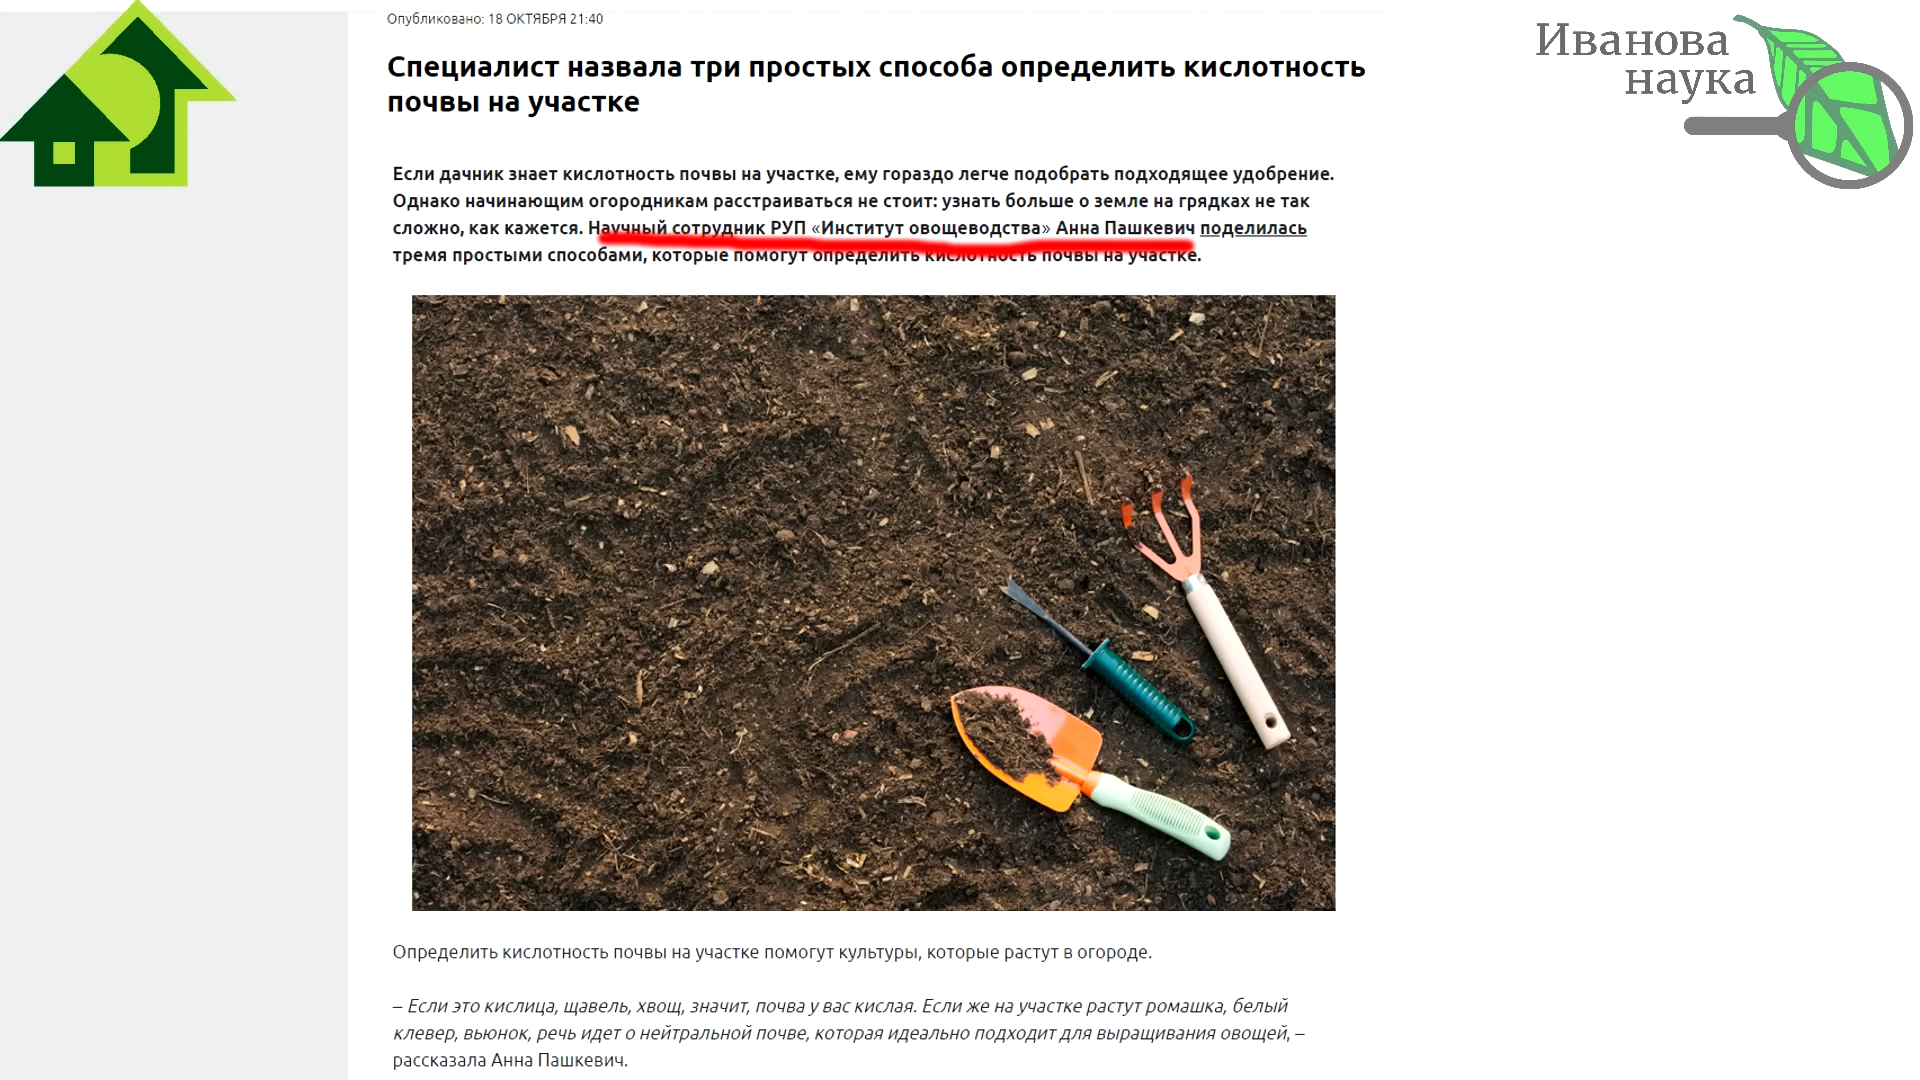 Опубликовано: 18 ОКТЯБРЯ 21:40
Иванова
наука
Специалист назвала три простых способа определить кислотность
почвы на участке
Если дачник знает кислотность почвы на участке, ему гораздо легче подобрать подходящее удобрение.
Однако начинающим огородникам расстраиваться не стоит: узнать больше о земле на грядках не так
сложно, как кажется. Научный сотрудник РУП «Институт овощеводства» Анна Пашкевич поделилась
тремя простыми способами, которые помогут определить кислотность почвы на участке.
Определить кислотность почвы на участке помогут культуры, которые растут в огороде.
– Если это кислица, щавель, хвощ, значит, почва у вас кислая. Если же на участке растут ромашка, белый
клевер, вьюнок, речь идет о нейтральной почве, которая идеально подходит для выращивания овощей, –
рассказала Анна Пашкевич.